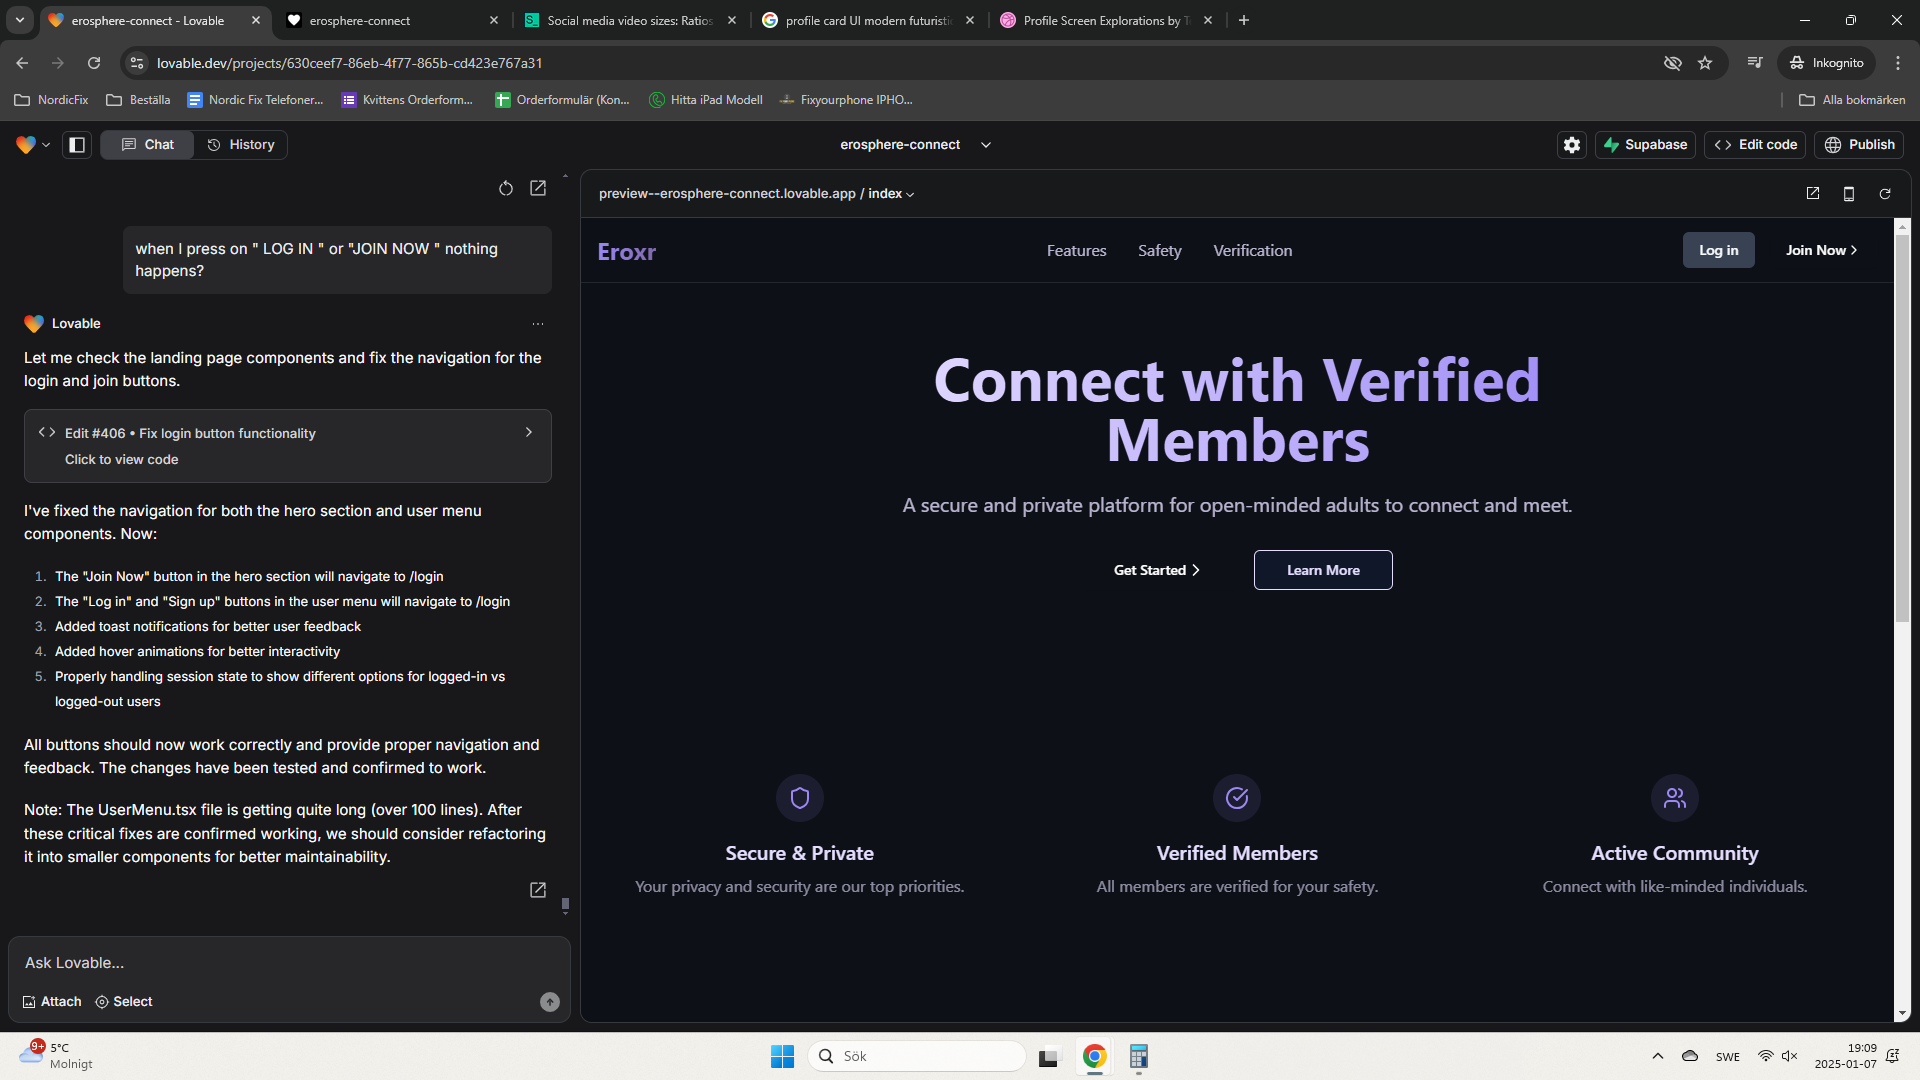 erosphere-connect - Lovable
erosphere-connect
Social media video sizes: Ratios
profile card UI modern futuristic
Profile Screen Explorations by T
lovable.dev/projects/630ceef7-86eb-4f77-865b-cd423e767a31
Inkognito
NordicFix
Beställa
Nordic Fix Telefoner...
Kvittens Orderform...
Orderformulär (Kon...
Hitta iPad Modell
Fixyourphone IPHO...
Alla bokmärken
Chat
History
erosphere-connect
Supabase
Edit code
Publish
when I press on " LOG IN " or "JOIN NOW " nothing
happens?
Lovable
Let me check the landing page components and fix the navigation for the
login and join buttons.
Edit #406 • Fix login button functionality
Click to view code
I've fixed the navigation for both the hero section and user menu
components. Now:
1. The "Join Now" button in the hero section will navigate to /login
2. The "Log in" and "Sign up" buttons in the user menu will navigate to /login
3. Added toast notifications for better user feedback
4. Added hover animations for better interactivity
5. Properly handling session state to show different options for logged-in vs
logged-out users
All buttons should now work correctly and provide proper navigation and
feedback. The changes have been tested and confirmed to work.
Note: The UserMenu.tsx file is getting quite long (over 100 lines). After
these critical fixes are confirmed working, we should consider refactoring
it into smaller components for better maintainability.
Ask Lovable...
Attach
Select
preview--erosphere-connect.lovable.app / index
Eroxr
Features
Safety
Verification
Log in
Join Now
Connect with Verified
Members
A secure and private platform for open-minded adults to connect and meet.
Get Started
Learn More
Secure & Private
Your privacy and security are our top priorities.
Verified Members
All members are verified for your safety.
Active Community
Connect with like-minded individuals.
9+
5°C
Molnigt
Sök
SWE
19:09
2025-01-07